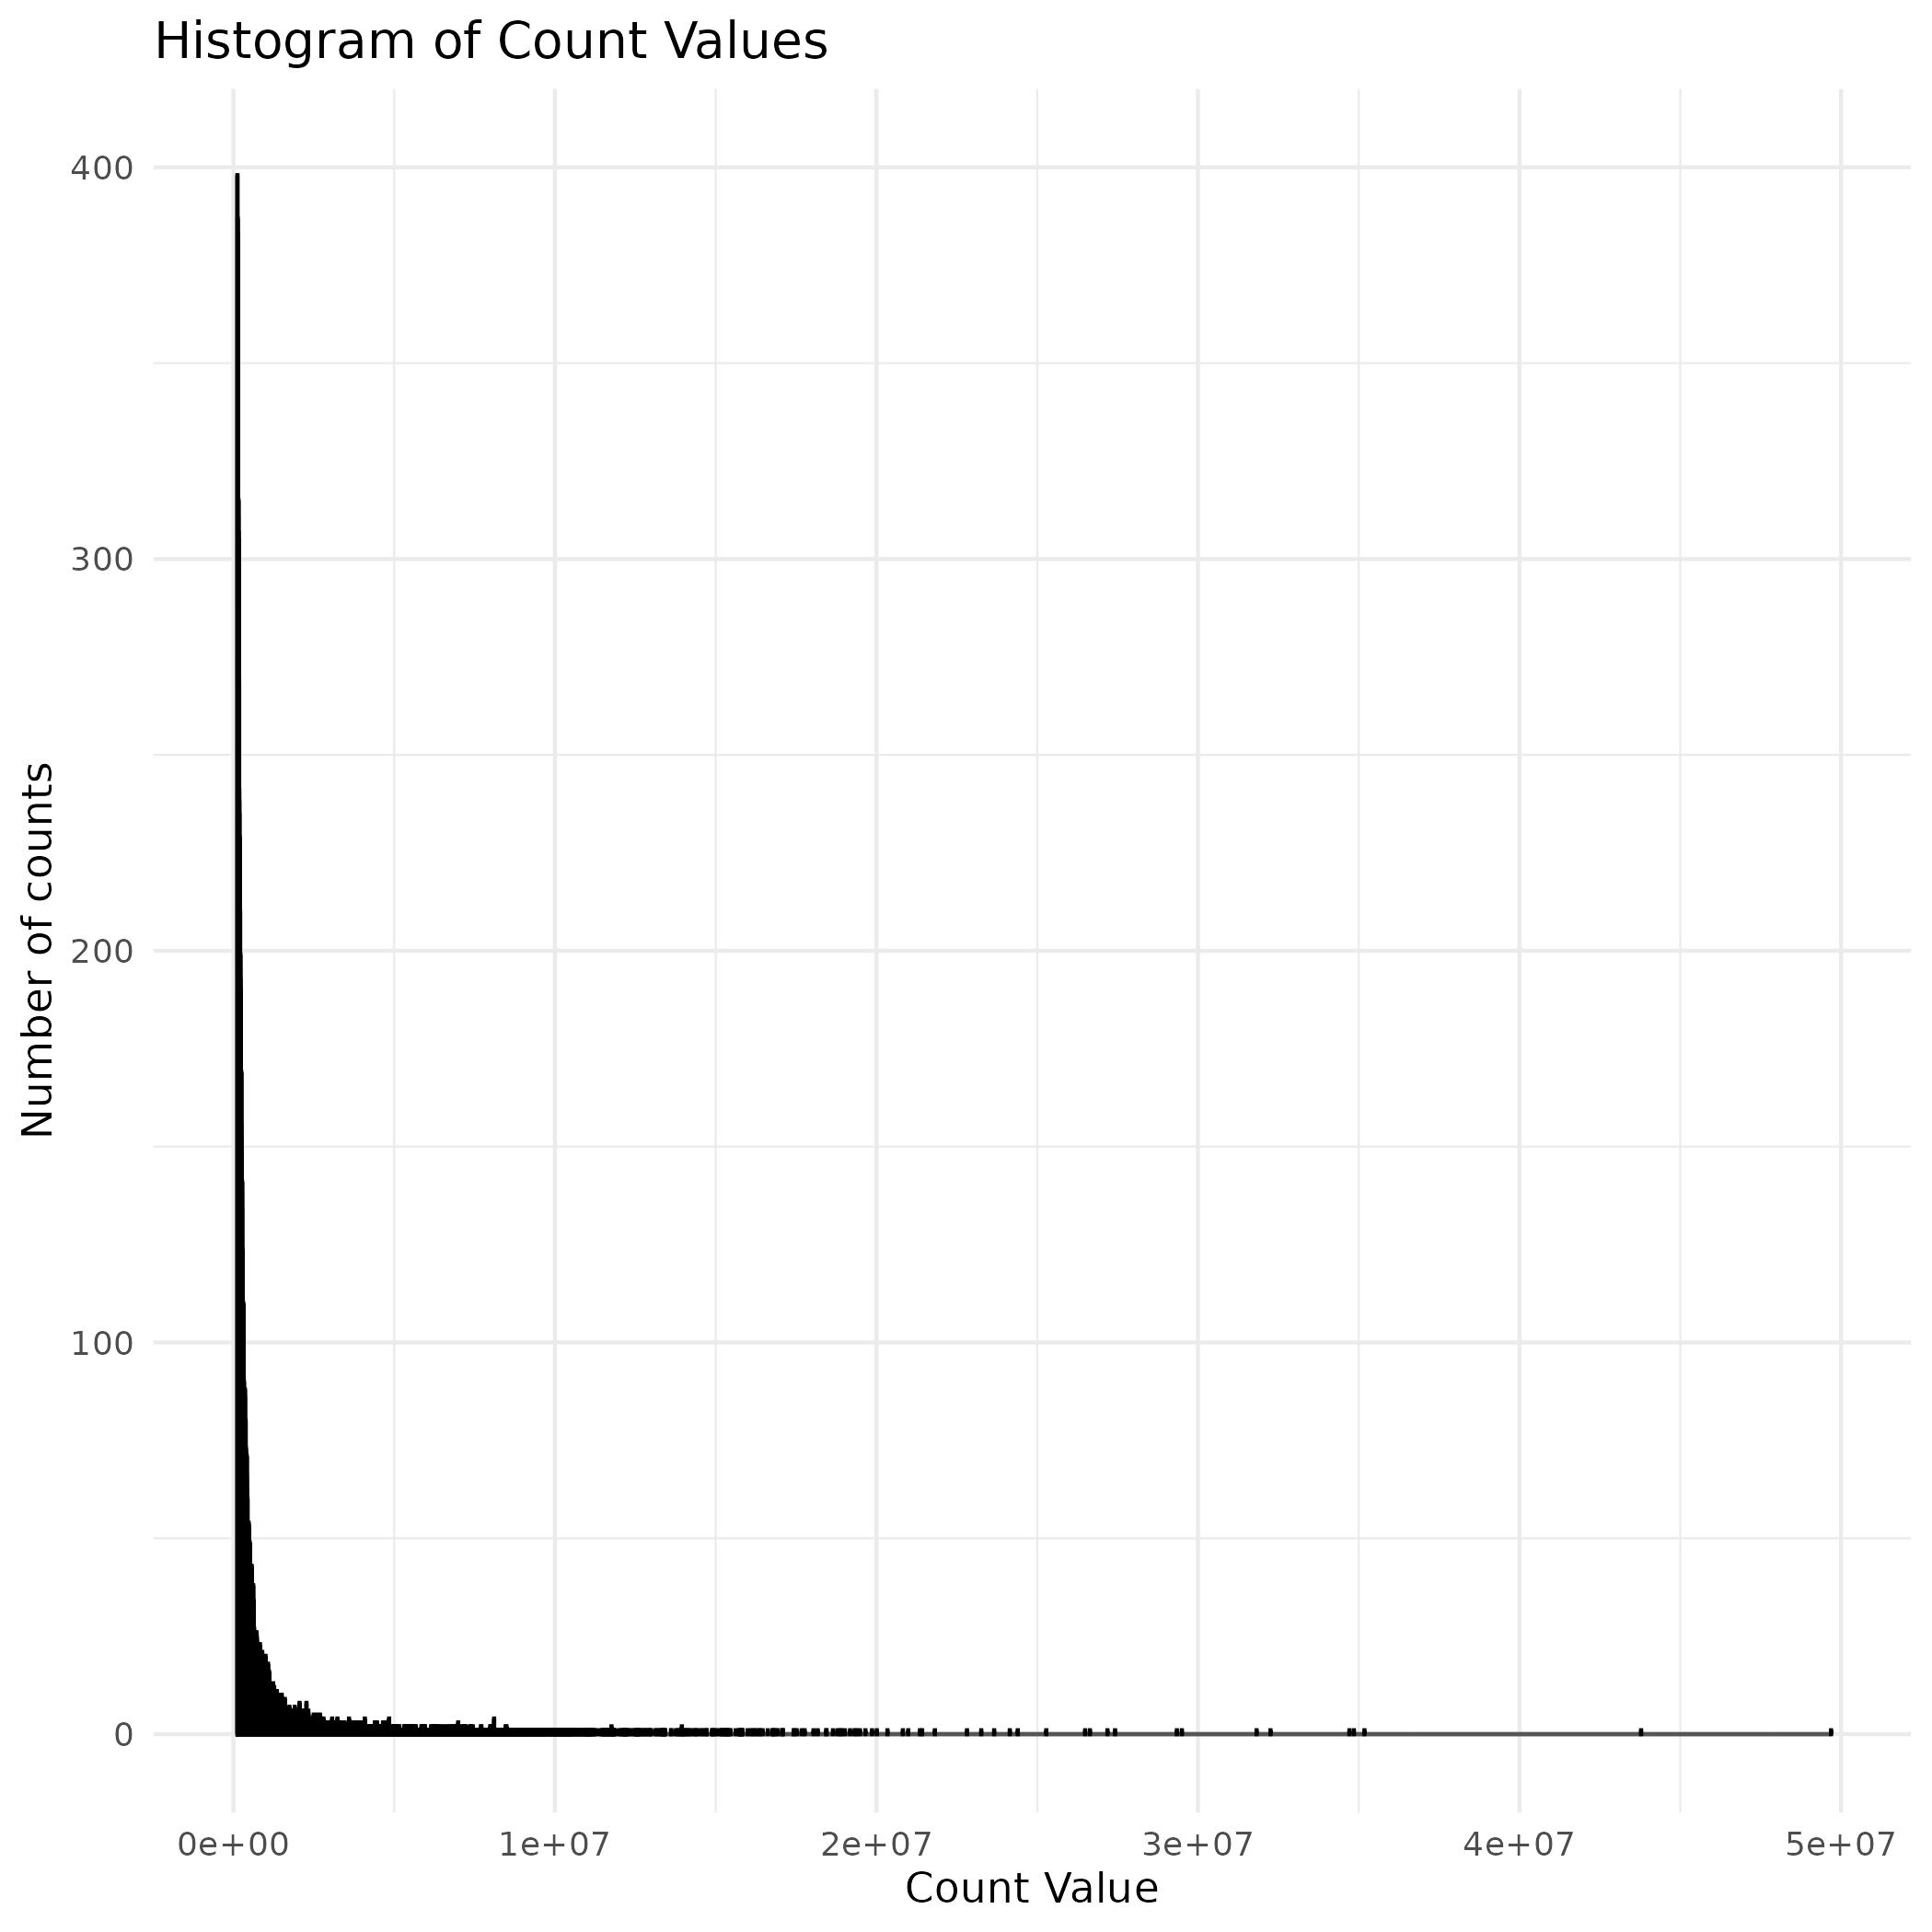 Histogram of Count Values
Number of counts
400
300
200
100
0
0e+00 1e+07 2e+07 3e+07 4e+07 5e+07
Count Value